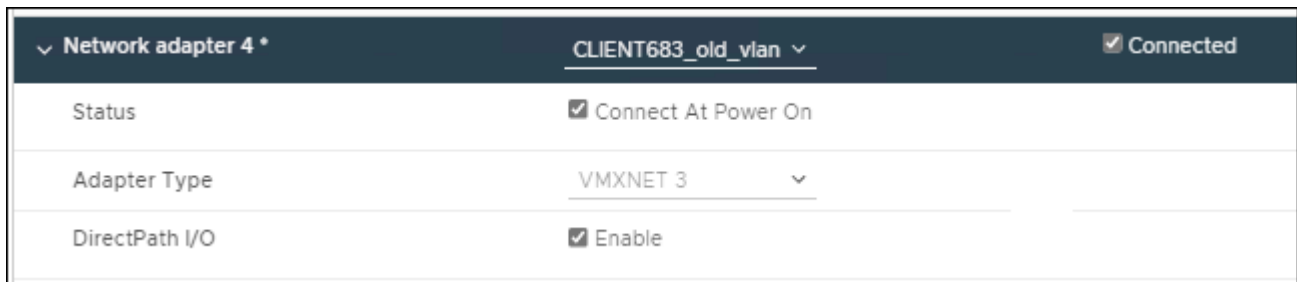 Network adapter 4 * CLIENT683_old_vlan Connected
Status Connect At Power On
Adapter Type VMXNET 3
DirectPath I/O Enable